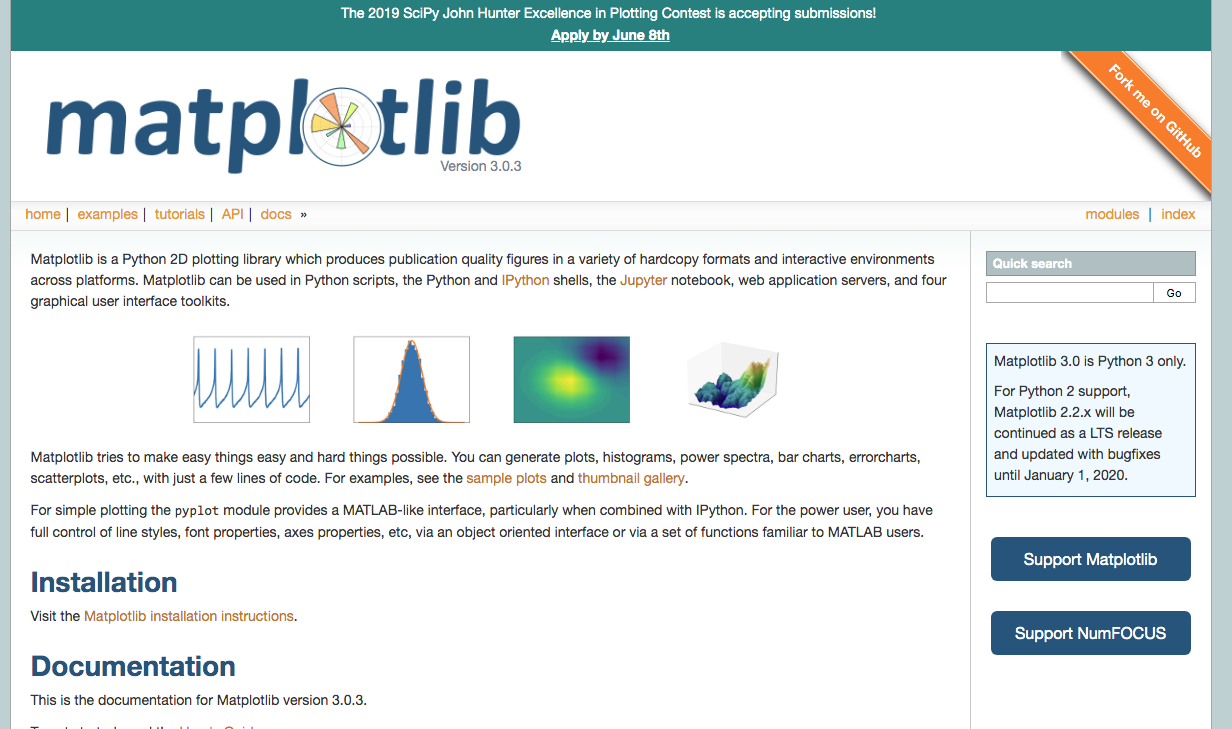 The 2019 SciPy John Hunter Excellence in Plotting Contest is accepting submissions!
Apply by June 8th
Fork me on GitHub
matplotlib
Version 3.0.3
home | examples | tutorials | API | docs »
modules | index
Matplotlib is a Python 2D plotting library which produces publication quality figures in a variety of hardcopy formats and interactive environments
across platforms. Matplotlib can be used in Python scripts, the Python and IPython shells, the Jupyter notebook, web application servers, and four
graphical user interface toolkits.
Matplotlib tries to make easy things easy and hard things possible. You can generate plots, histograms, power spectra, bar charts, errorcharts,
scatterplots, etc., with just a few lines of code. For examples, see the sample plots and thumbnail gallery.
For simple plotting the pyplot module provides a MATLAB-like interface, particularly when combined with IPython. For the power user, you have
full control of line styles, font properties, axes properties, etc, via an object oriented interface or via a set of functions familiar to MATLAB users.
Installation
Visit the Matplotlib installation instructions.
Documentation
This is the documentation for Matplotlib version 3.0.3.
Quick search
Go
Matplotlib 3.0 is Python 3 only.
For Python 2 support,
Matplotlib 2.2.x will be
continued as a LTS release
and updated with bugfixes
until January 1, 2020.
Support Matplotlib
Support NumFOCUS